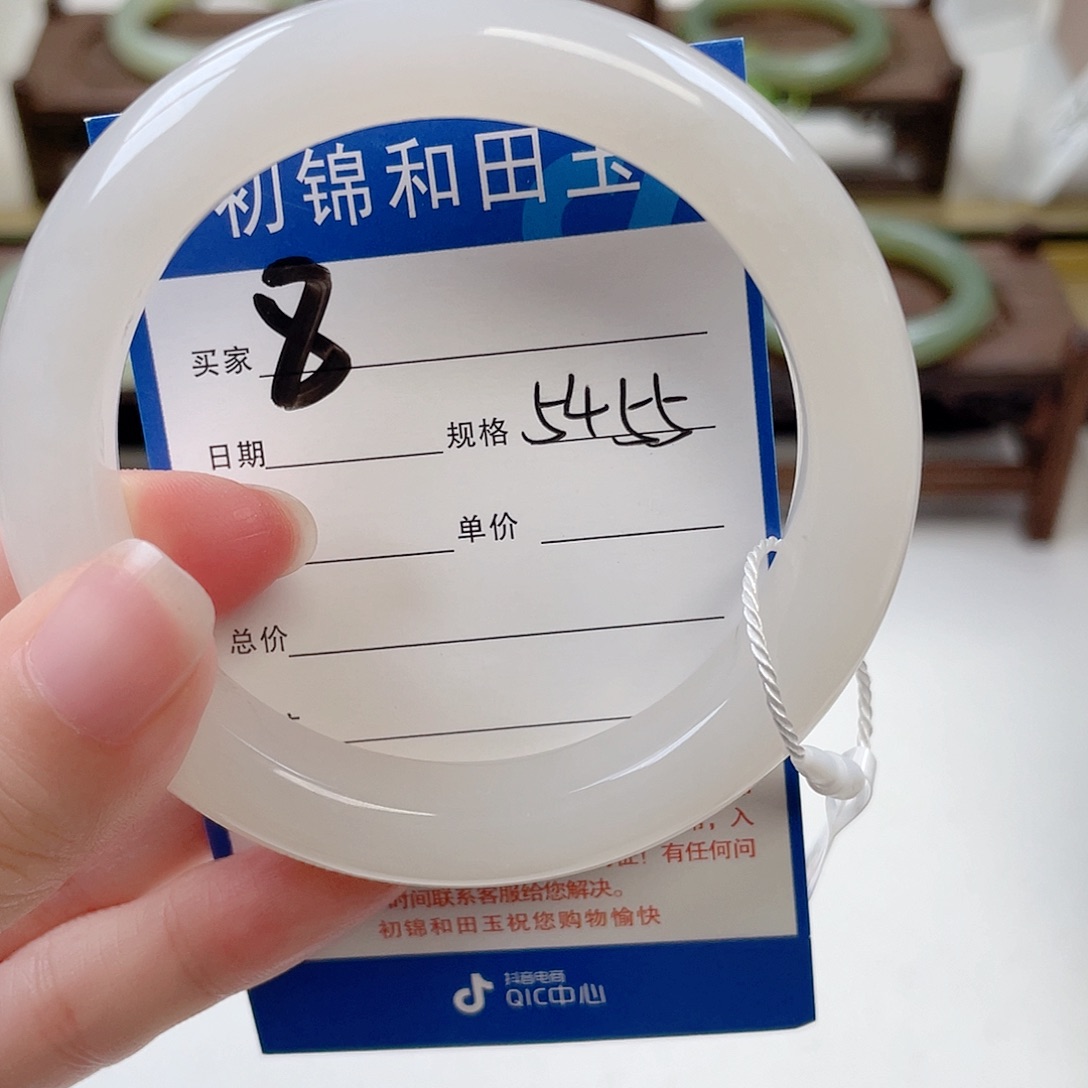 初锦和田玉
买家 8
日期 规格 5455
单价
总价
，入
证！有任何问
时间联系客服给您解决。
初锦和田玉祝您购物愉快
抖音电商
QIC中心